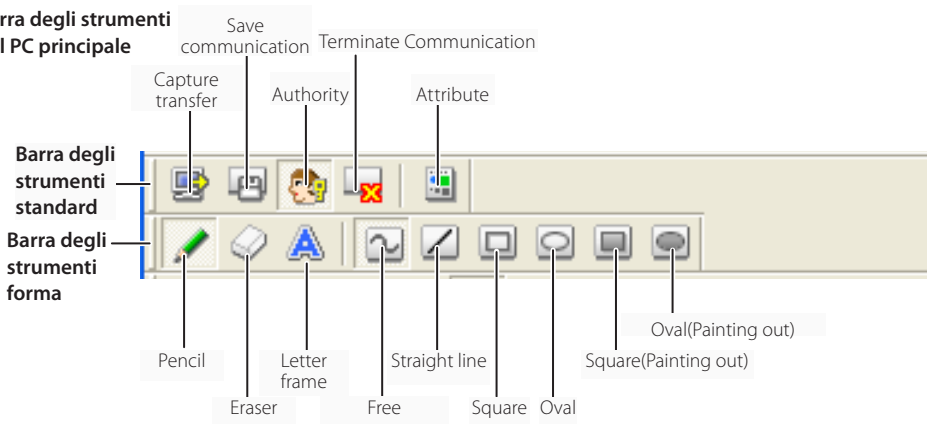 rra degli strumenti
l PC principale
Save
communication
Terminate Communication
Capture
transfer
Authority
Attribute
Barra degli
strumenti
standard
Barra degli
strumenti
forma
A
Oval(Painting out)
Pencil
Letter
frame
Straight line
Square(Painting out)
Eraser
Free
Square
Oval